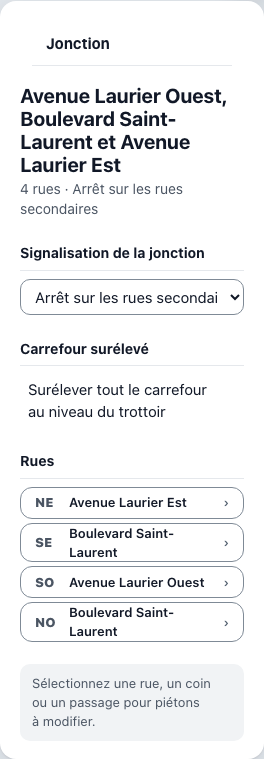 Jonction
Avenue Laurier Ouest,
Boulevard Saint-
Laurent et Avenue
Laurier Est
4 rues · Arrêt sur les rues
secondaires
Signalisation de la jonction
Arrêt sur les rues secondai
Carrefour surélevé
Surélever tout le carrefour
au niveau du trottoir
Rues
NE Avenue Laurier Est ›
SE Boulevard Saint-
Laurent ›
SO Avenue Laurier Ouest ›
NO Boulevard Saint-
Laurent ›
Sélectionnez une rue, un coin
ou un passage pour piétons
à modifier.